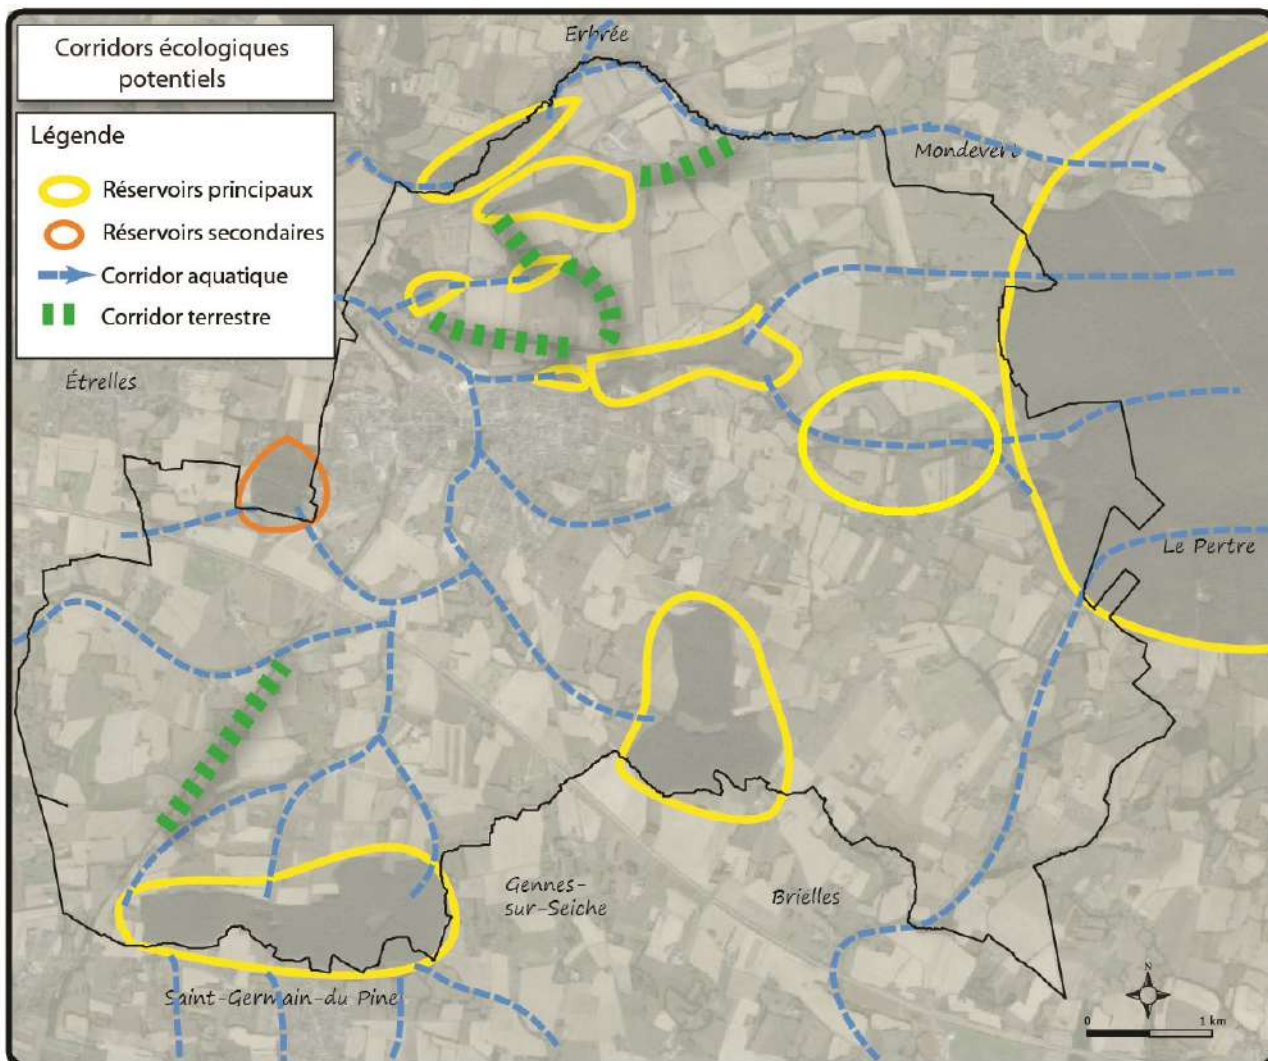 Corridors écologiques
potentiels
Légende
Réservoirs principaux
Réservoirs secondaires
Corridor aquatique
Corridor terrestre
Erbrée
Mondevert
Étrelles
Le Pertre
Gennes-
sur-Seiche
Brielles
Saint-Germain-du Pine
N
0 1 km